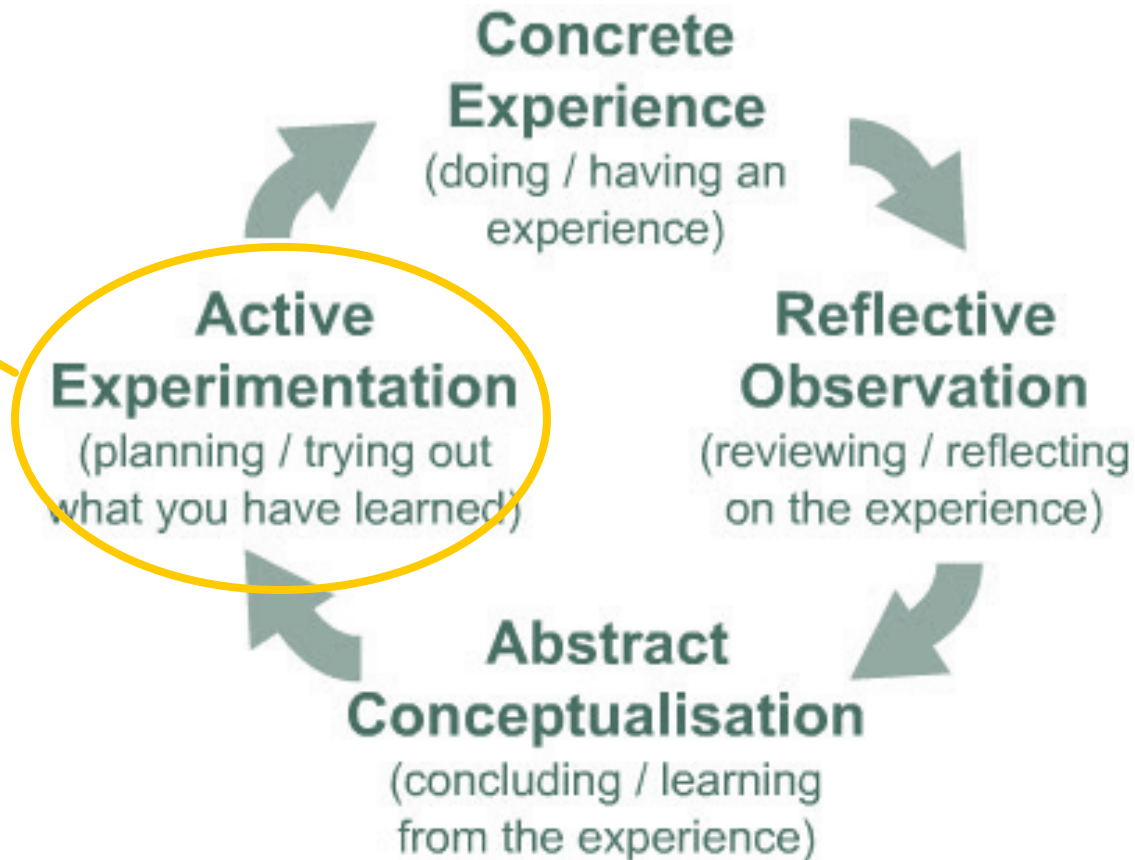 Concrete
Experience
(doing / having an
experience)
Active
Experimentation
(planning / trying out
what you have learned)
Reflective
Observation
(reviewing / reflecting
on the experience)
Abstract
Conceptualisation
(concluding / learning
from the experience)